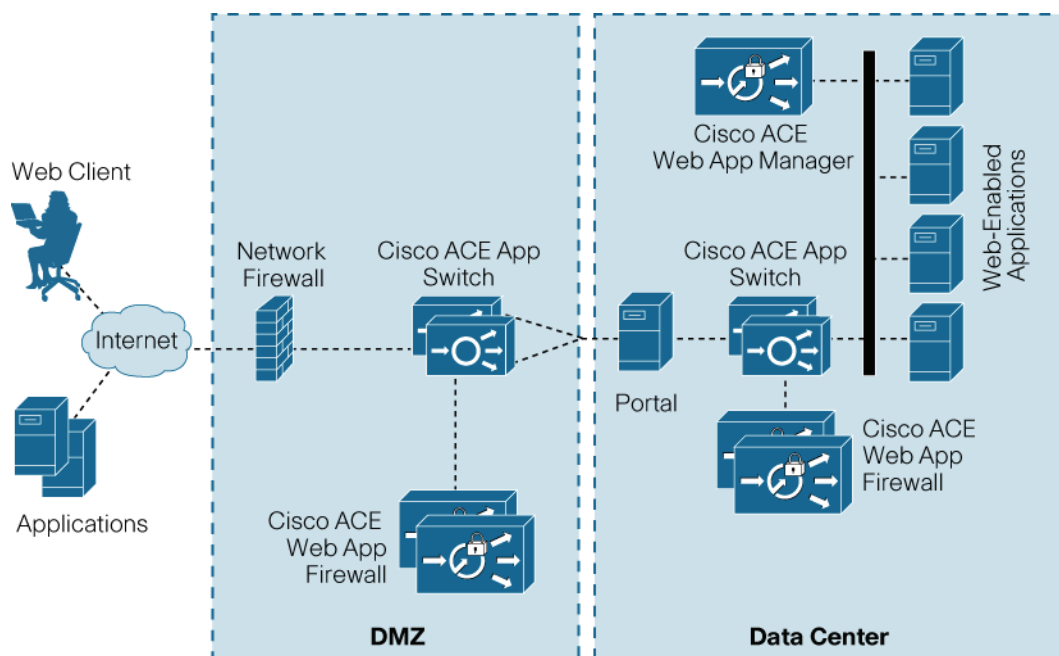 Web Client
Internet
Applications
Network
Firewall
Cisco ACE App
Switch
Cisco ACE
Web App
Firewall
DMZ
Cisco ACE
Web App Manager
Web-Enabled
Applications
Cisco ACE App
Switch
Portal
Cisco ACE
Web App
Firewall
Data Center